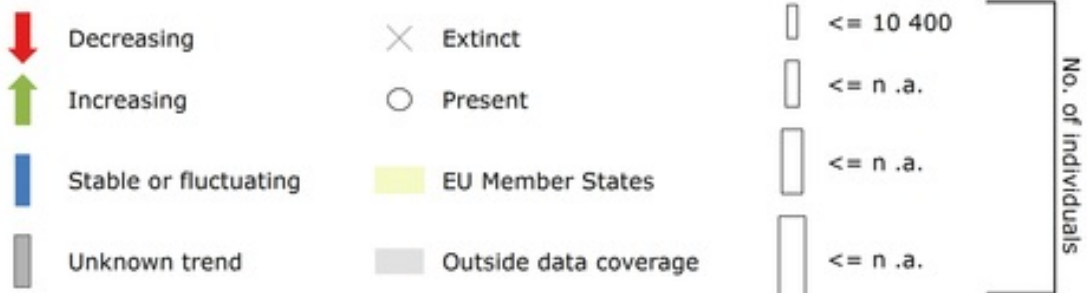 Decreasing
Increasing
Stable or fluctuating
Unknown trend
Extinct
Present
EU Member States
Outside data coverage
<= 10 400
<= n .a.
<= n .a.
<= n .a.
No. of individuals